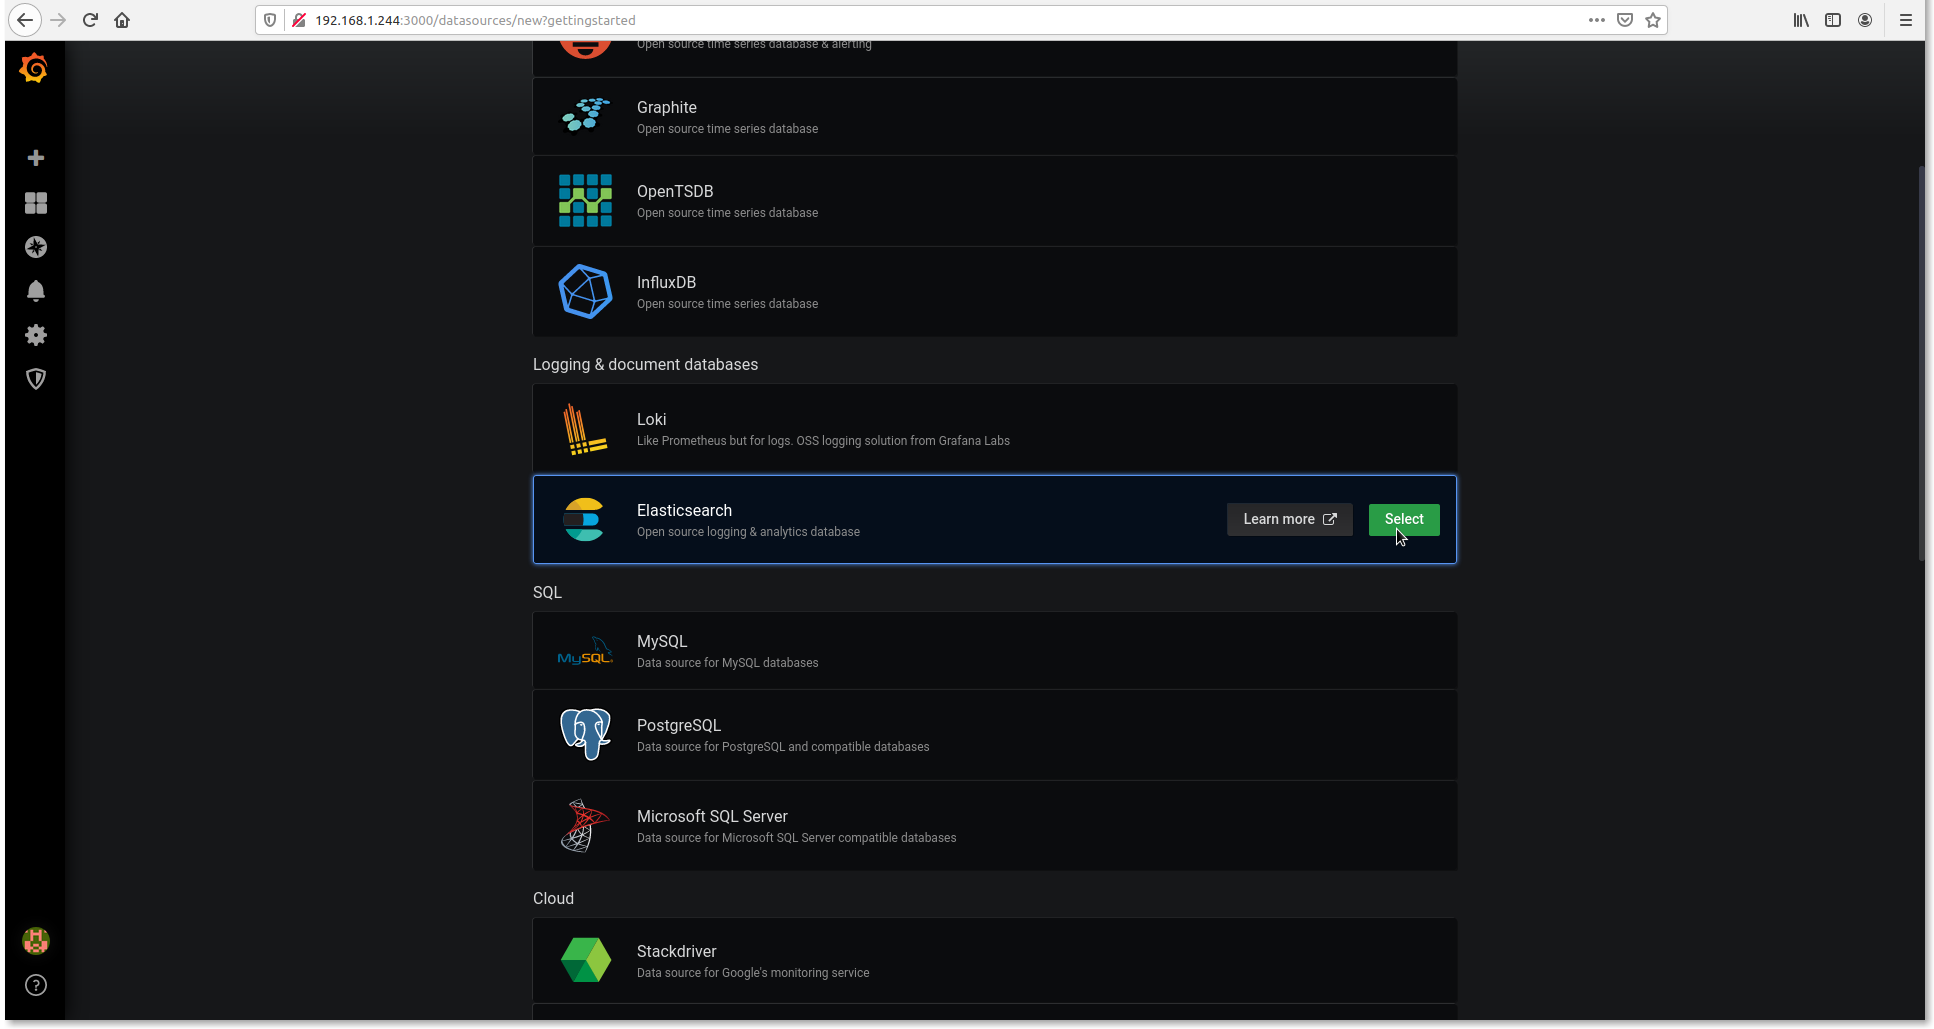 192.168.1.244:3000/datasources/new?gettingstarted
Open source time series database & alerting
Graphite
Open source time series database
OpenTSDB
Open source time series database
InfluxDB
Open source time series database
Logging & document databases
Loki
Like Prometheus but for logs. OSS logging solution from Grafana Labs
Elasticsearch
Open source logging & analytics database
Learn more
Select
SQL
MySQL
MySQL
Data source for MySQL databases
PostgreSQL
Data source for PostgreSQL and compatible databases
Microsoft SQL Server
Data source for Microsoft SQL Server compatible databases
Cloud
Stackdriver
Data source for Google's monitoring service